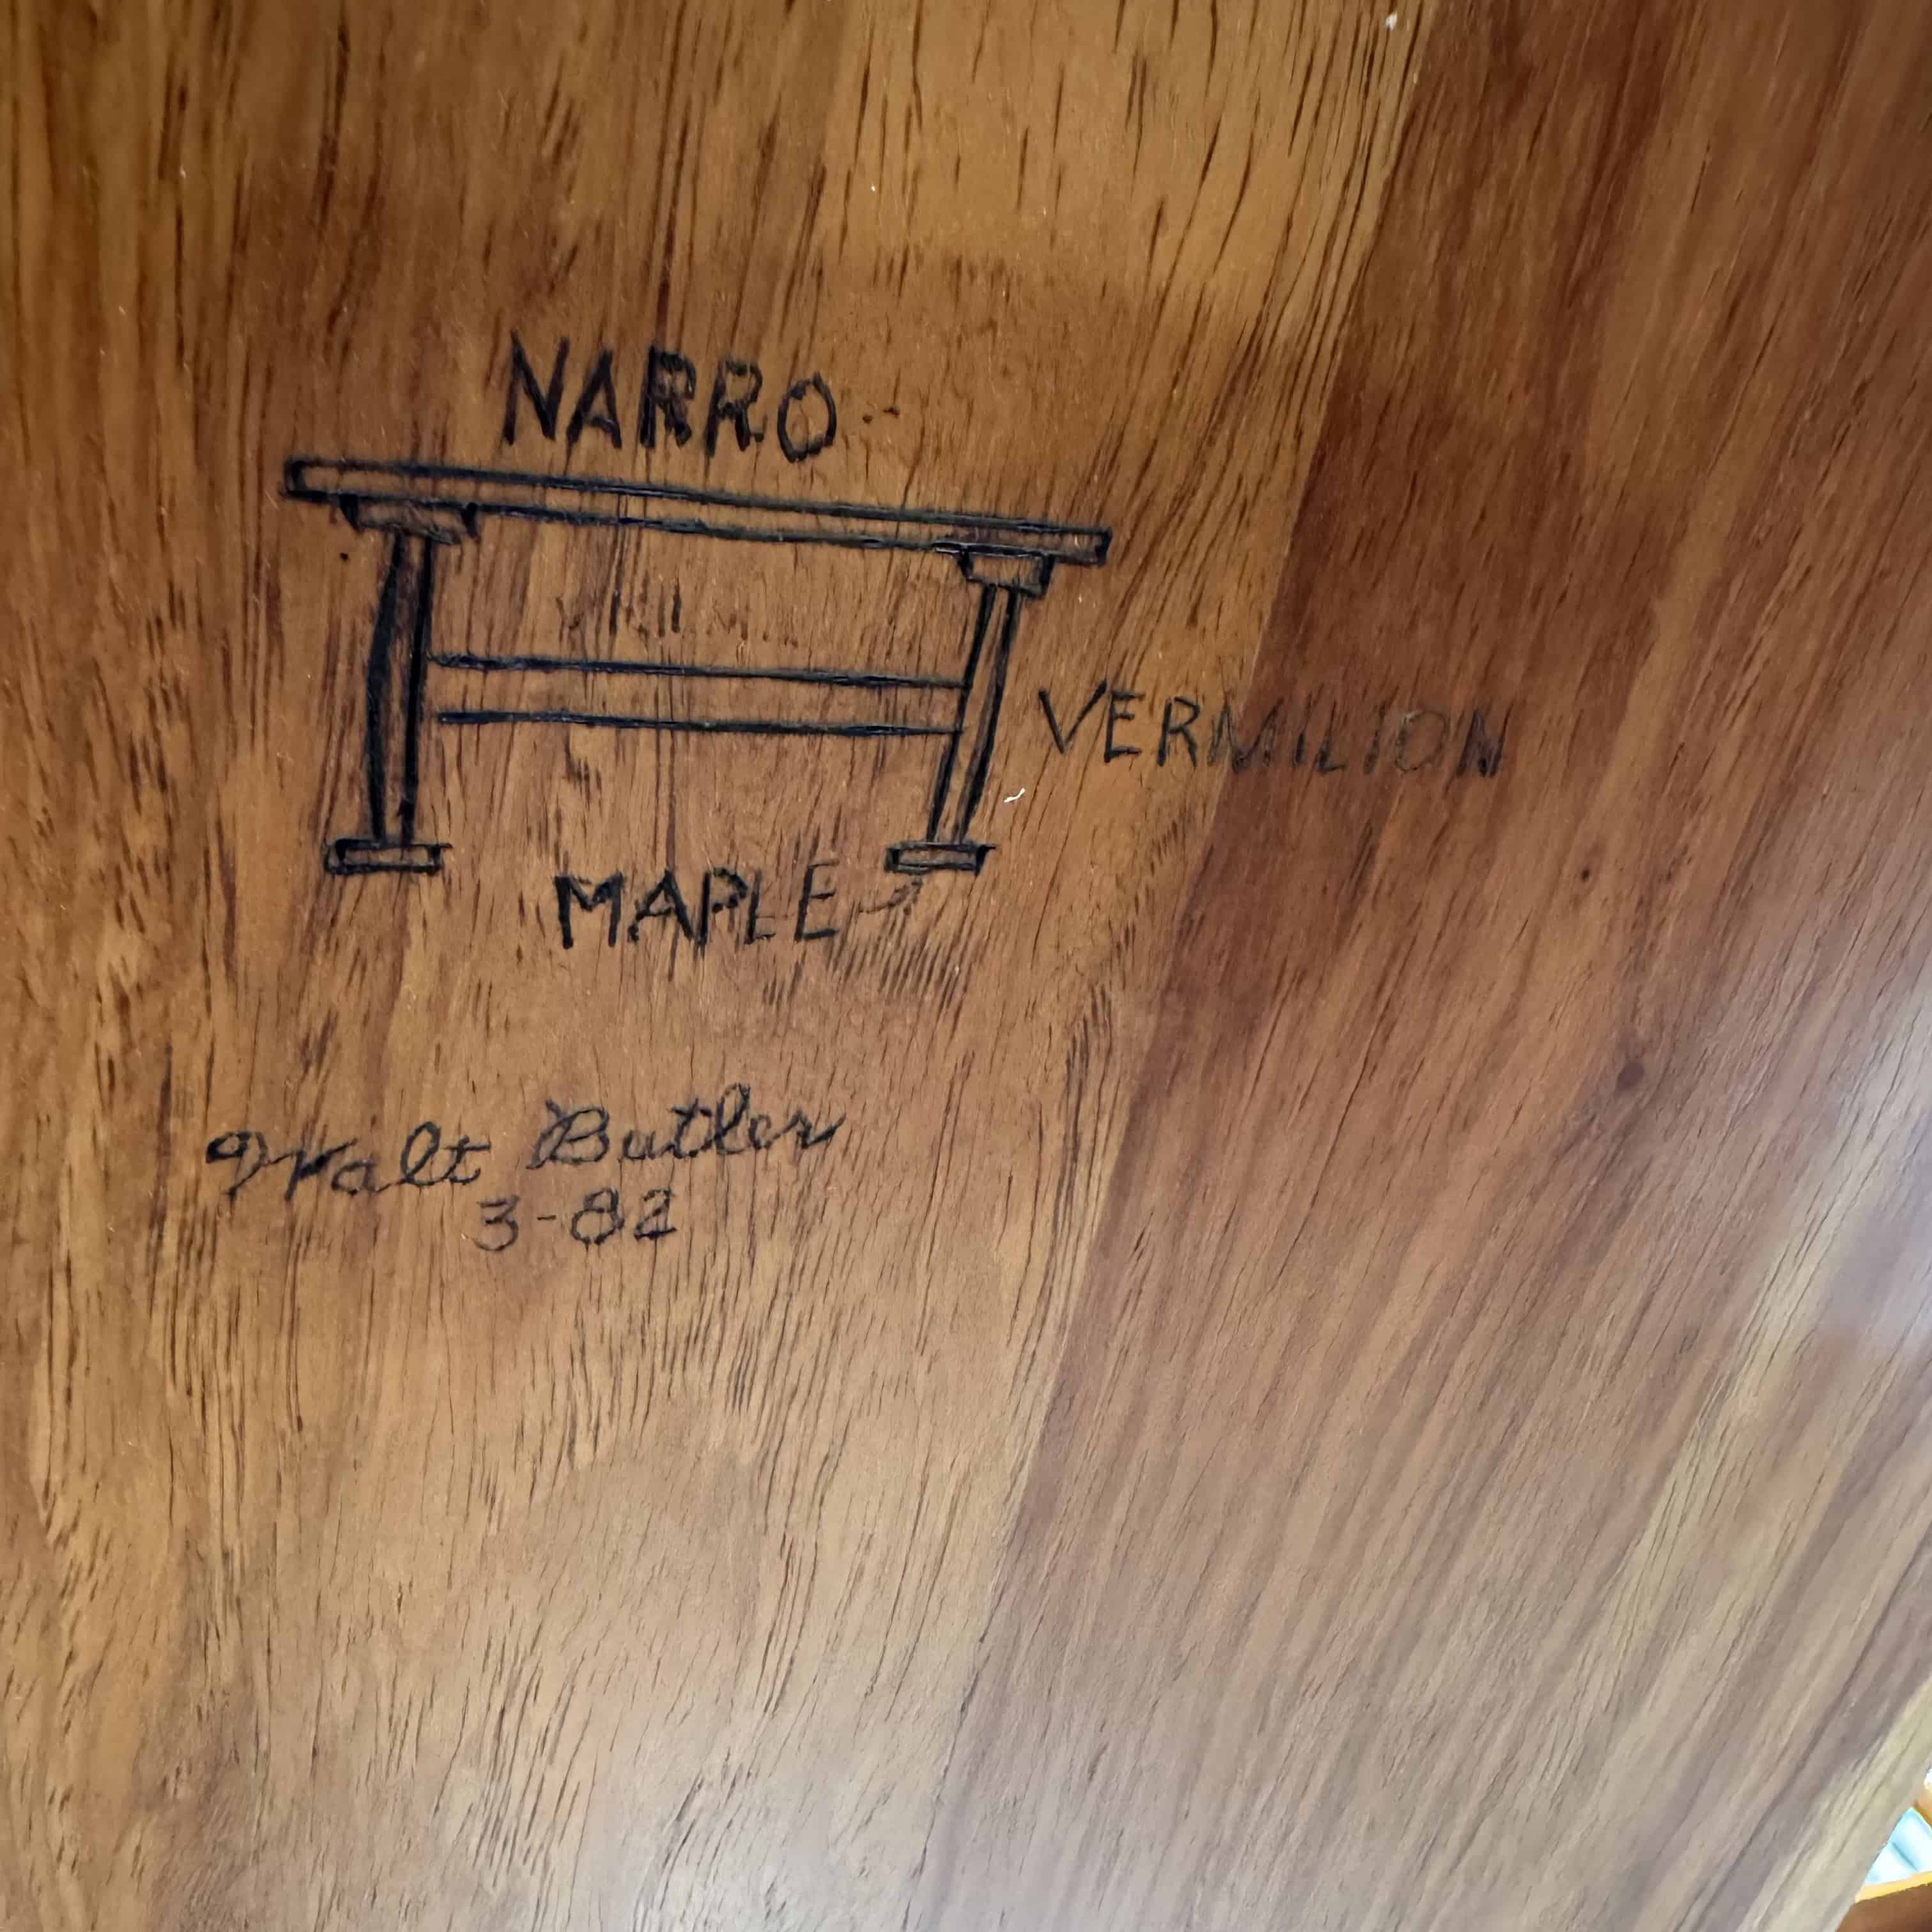 NARRO
VERMILION
MAPLE
Walt Butler
3-82